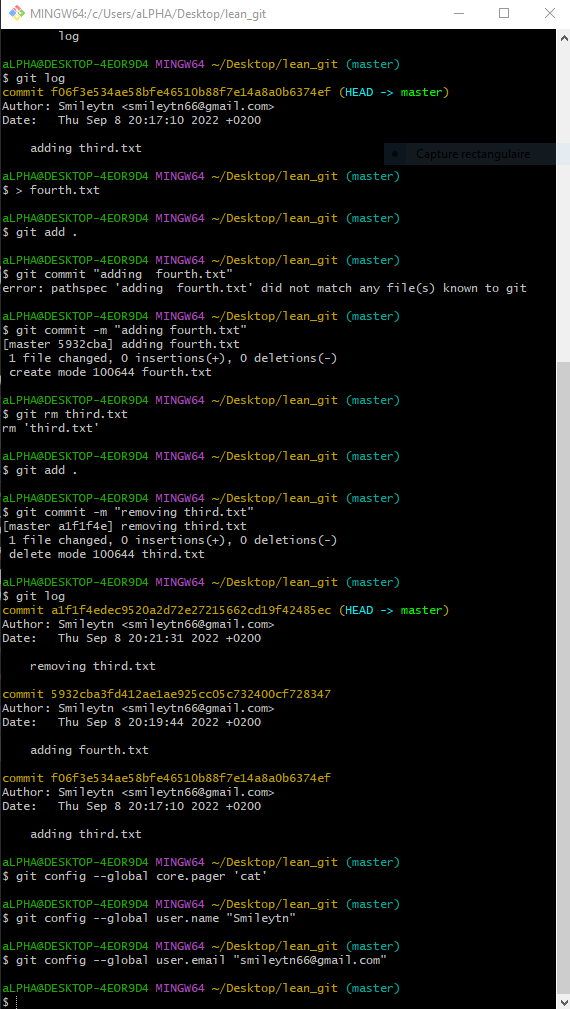 MINGW64:/c/Users/aLPHA/Desktop/lean_git
log
aLPHA@DESKTOP-4EOR9D4 MINGW64 ~/Desktop/lean_git (master)
$ git log
commit f06f3e534ae58bfe46510b88f7e14a8a0b6374ef (HEAD -> master)
Author: Smileytn <smileytn66@gmail.com>
Date:   Thu Sep 8 20:17:10 2022 +0200
    adding third.txt
Capture rectangulaire
aLPHA@DESKTOP-4EOR9D4 MINGW64 ~/Desktop/lean_git (master)
$ > fourth.txt
aLPHA@DESKTOP-4EOR9D4 MINGW64 ~/Desktop/lean_git (master)
$ git add .
aLPHA@DESKTOP-4EOR9D4 MINGW64 ~/Desktop/lean_git (master)
$ git commit "adding  fourth.txt"
error: pathspec 'adding  fourth.txt' did not match any file(s) known to git
aLPHA@DESKTOP-4EOR9D4 MINGW64 ~/Desktop/lean_git (master)
$ git commit -m "adding fourth.txt"
[master 5932cba] adding fourth.txt
 1 file changed, 0 insertions(+), 0 deletions(-)
 create mode 100644 fourth.txt
aLPHA@DESKTOP-4EOR9D4 MINGW64 ~/Desktop/lean_git (master)
$ git rm third.txt
rm 'third.txt'
aLPHA@DESKTOP-4EOR9D4 MINGW64 ~/Desktop/lean_git (master)
$ git add .
aLPHA@DESKTOP-4EOR9D4 MINGW64 ~/Desktop/lean_git (master)
$ git commit -m "removing third.txt"
[master a1f1f4e] removing third.txt
 1 file changed, 0 insertions(+), 0 deletions(-)
 delete mode 100644 third.txt
aLPHA@DESKTOP-4EOR9D4 MINGW64 ~/Desktop/lean_git (master)
$ git log
commit a1f1f4edec9520a2d72e27215662cd19f42485ec (HEAD -> master)
Author: Smileytn <smileytn66@gmail.com>
Date:   Thu Sep 8 20:21:31 2022 +0200
    removing third.txt
commit 5932cba3fd412ae1ae925cc05c732400cf728347
Author: Smileytn <smileytn66@gmail.com>
Date:   Thu Sep 8 20:19:44 2022 +0200
    adding fourth.txt
commit f06f3e534ae58bfe46510b88f7e14a8a0b6374ef
Author: Smileytn <smileytn66@gmail.com>
Date:   Thu Sep 8 20:17:10 2022 +0200
    adding third.txt
aLPHA@DESKTOP-4EOR9D4 MINGW64 ~/Desktop/lean_git (master)
$ git config --global core.pager 'cat'
aLPHA@DESKTOP-4EOR9D4 MINGW64 ~/Desktop/lean_git (master)
$ git config --global user.name "Smileytn"
aLPHA@DESKTOP-4EOR9D4 MINGW64 ~/Desktop/lean_git (master)
$ git config --global user.email "smileytn66@gmail.com"
aLPHA@DESKTOP-4EOR9D4 MINGW64 ~/Desktop/lean_git (master)
$